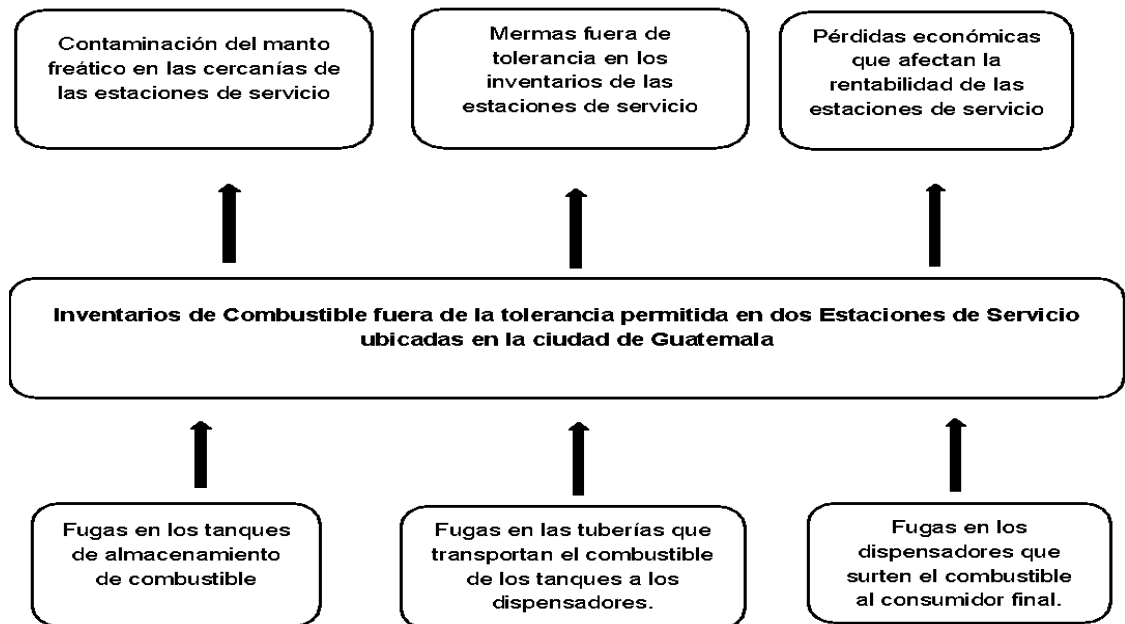 Contaminación del manto
freático en las cercanías de
las estaciones de servicio
Mermas fuera de
tolerancia en los
inventarios de las
estaciones de servicio
Pérdidas económicas
que afectan la
rentabilidad de las
estaciones de servicio
Inventarios de Combustible fuera de la tolerancia permitida en dos Estaciones de Servicio
ubicadas en la ciudad de Guatemala
Fugas en los tanques
de almacenamiento
de combustible
Fugas en las tuberías que
transportan el combustible
de los tanques a los
dispensadores.
Fugas en los
dispensadores que
surten el combustible
al consumidor final.